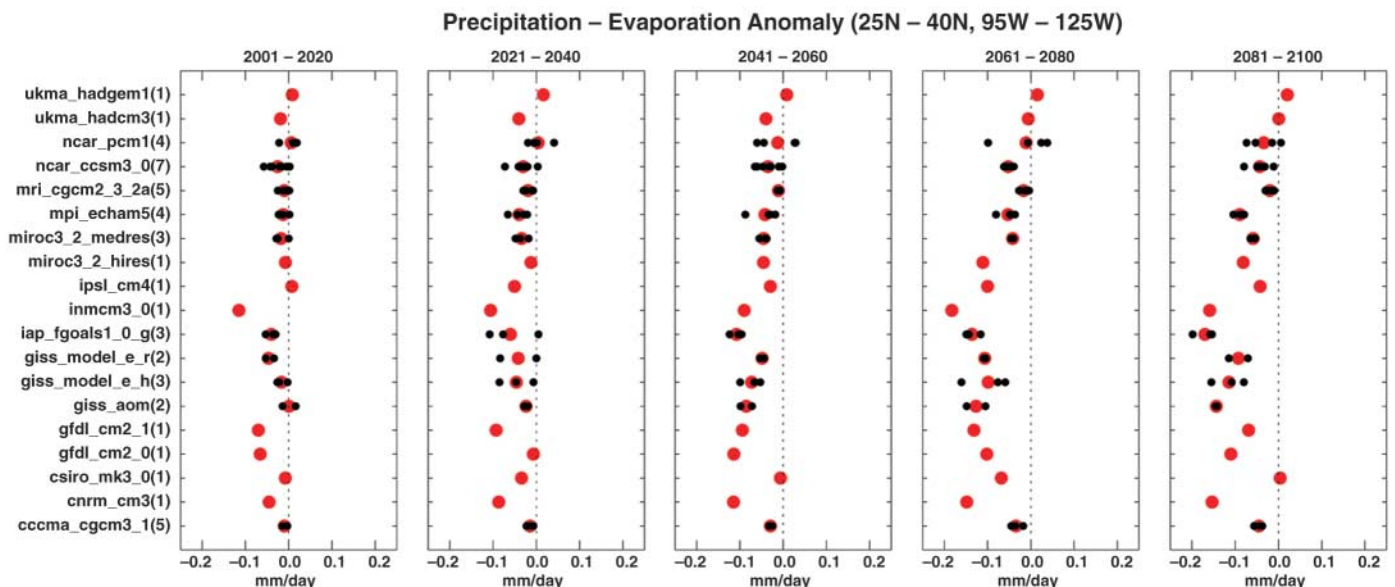 Precipitation – Evaporation Anomaly (25N – 40N, 95W – 125W)
2001 – 2020 2021 – 2040 2041 – 2060 2061 – 2080 2081 – 2100
ukma_hadgem1(1)
ukma_hadcm3(1)
ncar_pcm1(4)
ncar_ccsm3_0(7)
mri_cgcm2_3_2a(5)
mpi_echam5(4)
miroc3_2_medres(3)
miroc3_2_hires(1)
ipsl_cm4(1)
inmcm3_0(1)
iap_fgoals1_0_g(3)
giss_model_e_r(2)
giss_model_e_h(3)
giss_aom(2)
gfdl_cm2_1(1)
gfdl_cm2_0(1)
csiro_mk3_0(1)
cnrm_cm3(1)
cccma_cgcm3_1(5)
−0.2 −0.1 0.0 0.1 0.2 −0.2 −0.1 0.0 0.1 0.2 −0.2 −0.1 0.0 0.1 0.2 −0.2 −0.1 0.0 0.1 0.2 −0.2 −0.1 0.0 0.1 0.2
mm/day mm/day mm/day mm/day mm/day